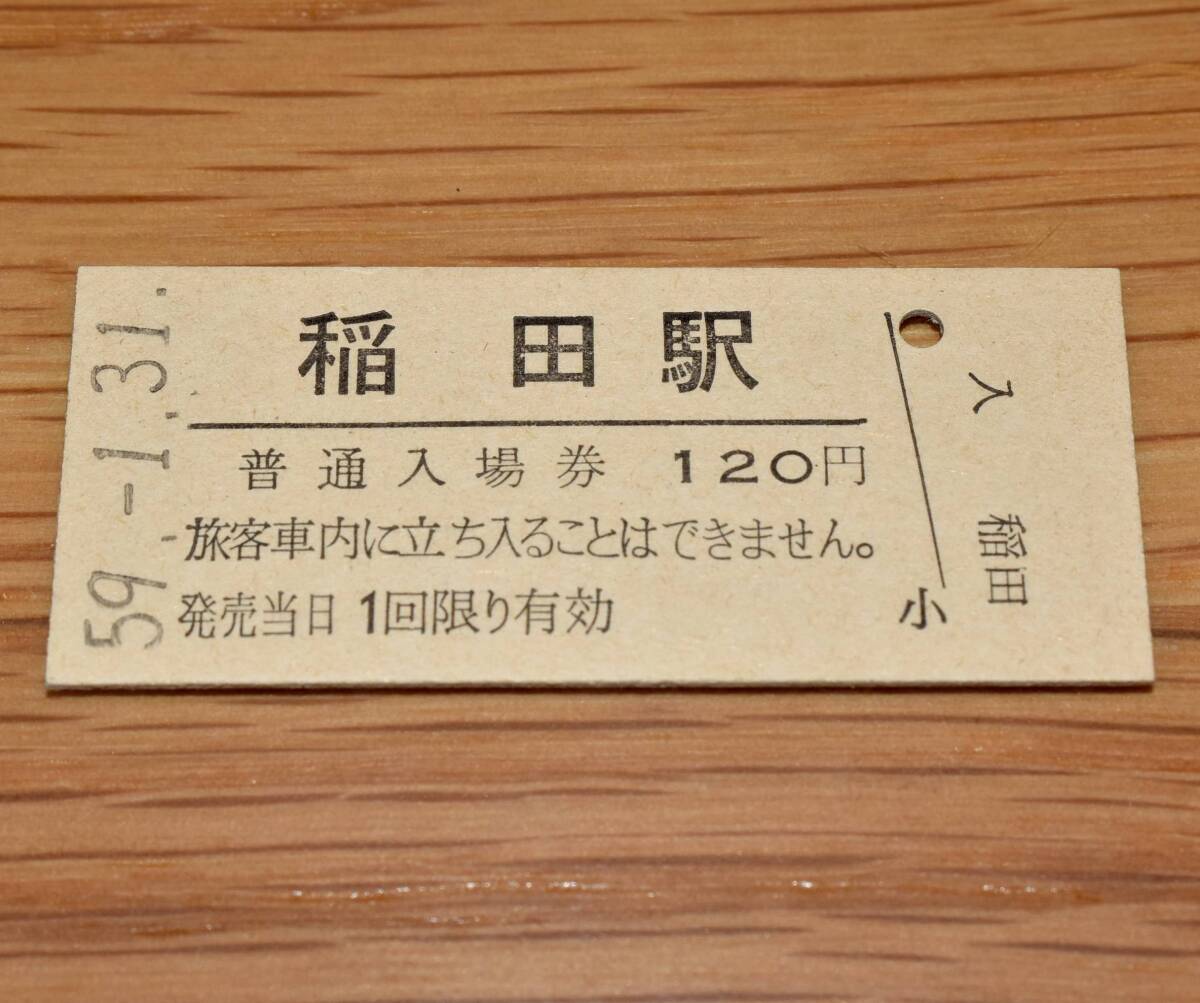 59.-1.31.
稲田駅
普通入場券 120円
旅客車内に立ち入ることはできません。
発売当日1回限り有効
小
入
稲田